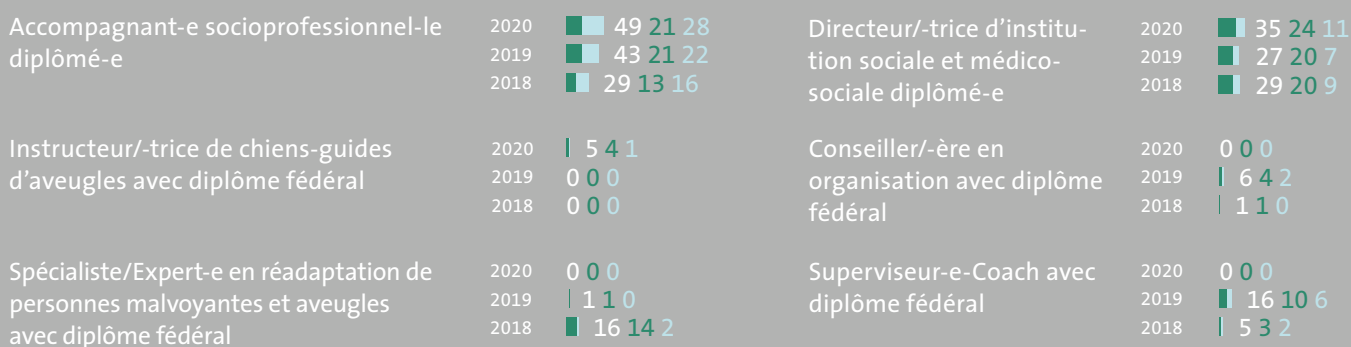 Accompagnant-e socioprofessionnel-le
diplômé-e
2020 49 21 28
2019 43 21 22
2018 29 13 16
Instructeur/-trice de chiens-guides
d'aveugles avec diplôme fédéral
2020 5 4 1
2019 0 0 0
2018 0 0 0
Spécialiste/Expert-e en réadaptation de
personnes malvoyantes et aveugles
avec diplôme fédéral
2020 0 0 0
2019 1 1 0
2018 16 14 2
Directeur/-trice d'institu-
tion sociale et médico-
sociale diplômé-e
2020 35 24 11
2019 27 20 7
2018 29 20 9
Conseiller/-ère en
organisation avec diplôme
fédéral
2020 0 0 0
2019 6 4 2
2018 1 1 0
Superviseur-e-Coach avec
diplôme fédéral
2020 0 0 0
2019 16 10 6
2018 5 3 2